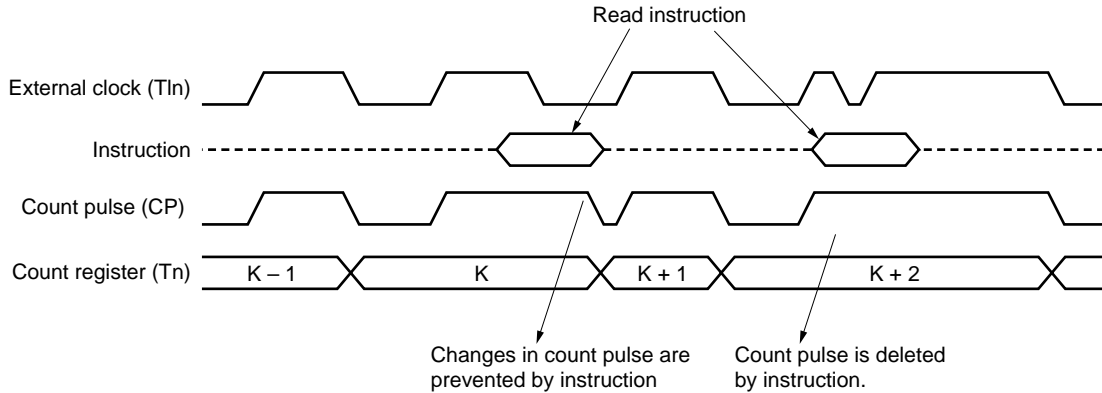 Read instruction
External clock (TIn)
Instruction
Count pulse (CP)
Count register (Tn)
K – 1
K
K + 1
K + 2
Changes in count pulse are
prevented by instruction
Count pulse is deleted
by instruction.